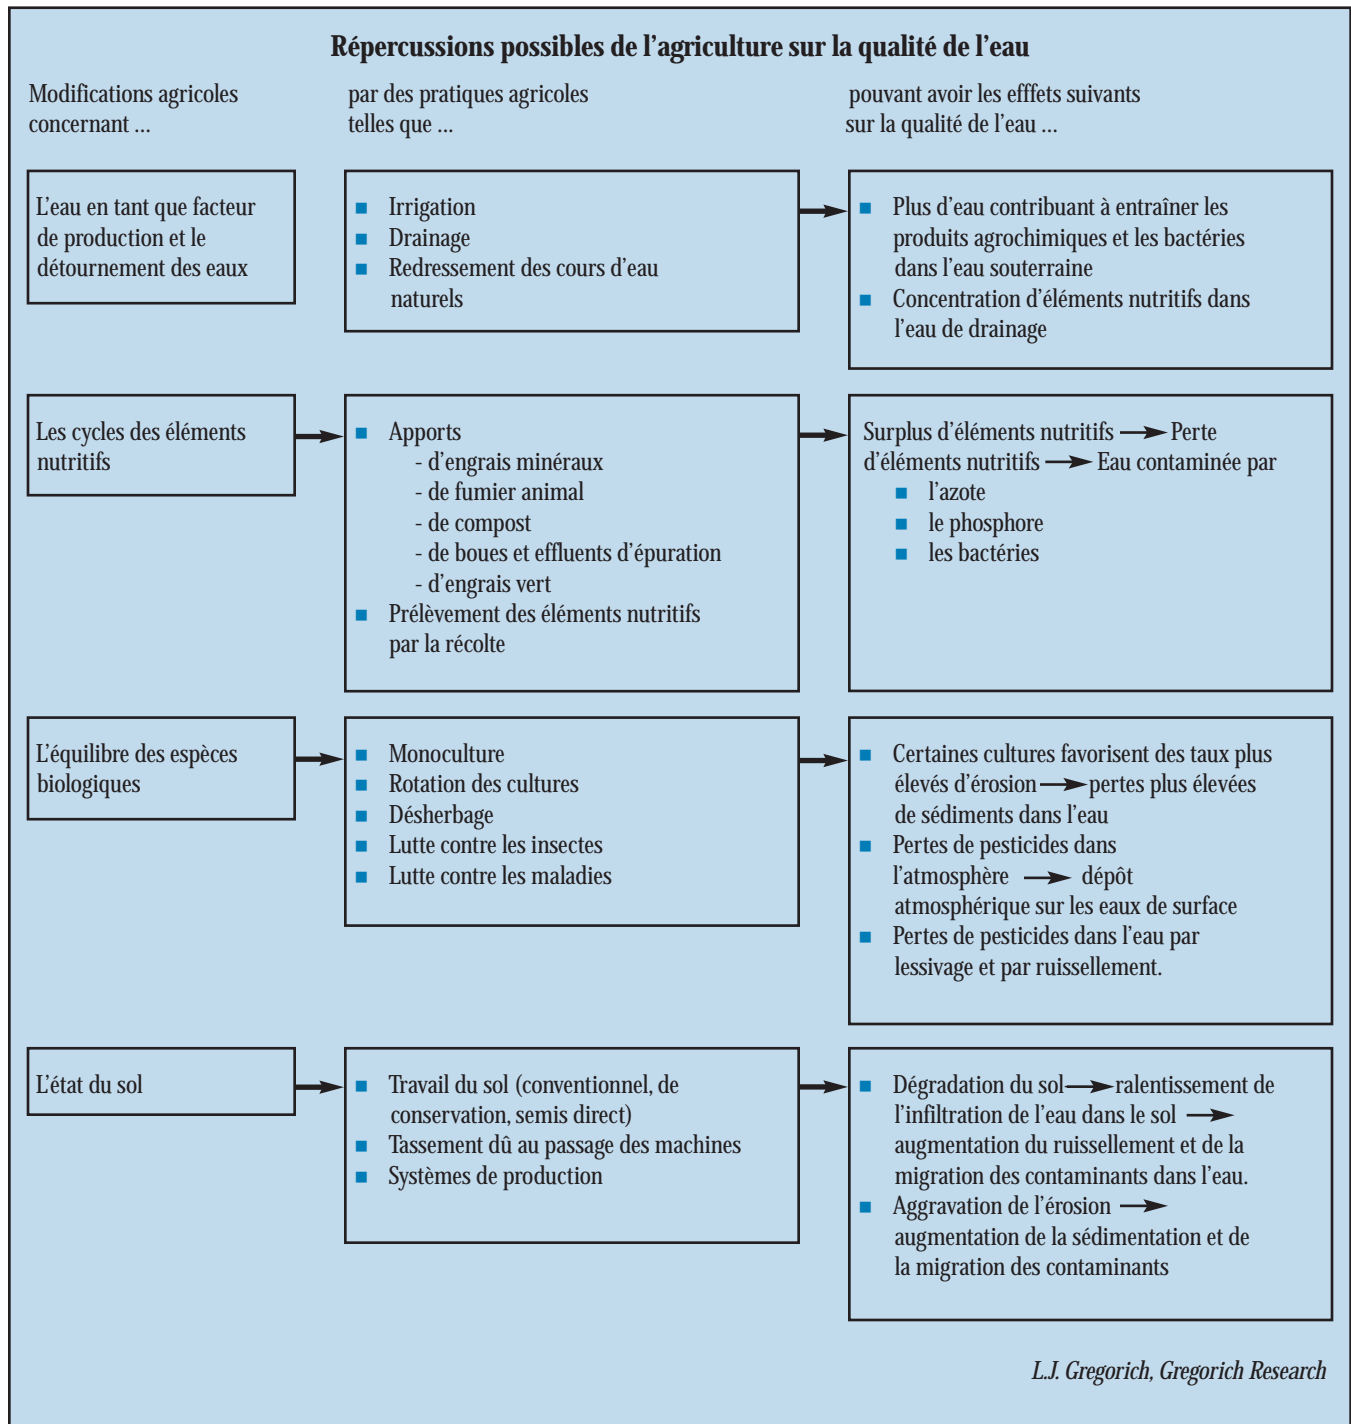 Répercussions possibles de l'agriculture sur la qualité de l'eau
Modifications agricoles
concernant ...
par des pratiques agricoles
telles que ...
pouvant avoir les efffets suivants
sur la qualité de l'eau ...
L'eau en tant que facteur
de production et le
détournement des eaux
■ Irrigation
■ Drainage
■ Redressement des cours d'eau
naturels
■ Plus d'eau contribuant à entraîner les
produits agrochimiques et les bactéries
dans l'eau souterraine
■ Concentration d'éléments nutritifs dans
l'eau de drainage
Les cycles des éléments
nutritifs
■ Apports
- d'engrais minéraux
- de fumier animal
- de compost
- de boues et effluents d'épuration
- d'engrais vert
■ Prélèvement des éléments nutritifs
par la récolte
Surplus d'éléments nutritifs → Perte
d'éléments nutritifs → Eau contaminée par
■ l'azote
■ le phosphore
■ les bactéries
L'équilibre des espèces
biologiques
■ Monoculture
■ Rotation des cultures
■ Désherbage
■ Lutte contre les insectes
■ Lutte contre les maladies
■ Certaines cultures favorisent des taux plus
élevés d'érosion → pertes plus élevées
de sédiments dans l'eau
■ Pertes de pesticides dans
l'atmosphère → dépôt
atmosphérique sur les eaux de surface
■ Pertes de pesticides dans l'eau par
lessivage et par ruissellement.
L'état du sol
■ Travail du sol (conventionnel, de
conservation, semis direct)
■ Tassement dû au passage des machines
■ Systèmes de production
■ Dégradation du sol → ralentissement de
l'infiltration de l'eau dans le sol →
augmentation du ruissellement et de la
migration des contaminants dans l'eau.
■ Aggravation de l'érosion →
augmentation de la sédimentation et de
la migration des contaminants
L.J. Gregorich, Gregorich Research